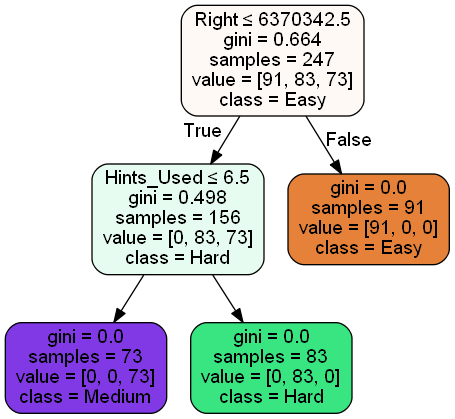 Right ≤ 6370342.5
gini = 0.664
samples = 247
value = [91, 83, 73]
class = Easy
True
False
Hints_Used ≤ 6.5
gini = 0.498
samples = 156
value = [0, 83, 73]
class = Hard
gini = 0.0
samples = 91
value = [91, 0, 0]
class = Easy
gini = 0.0
samples = 73
value = [0, 0, 73]
class = Medium
gini = 0.0
samples = 83
value = [0, 83, 0]
class = Hard